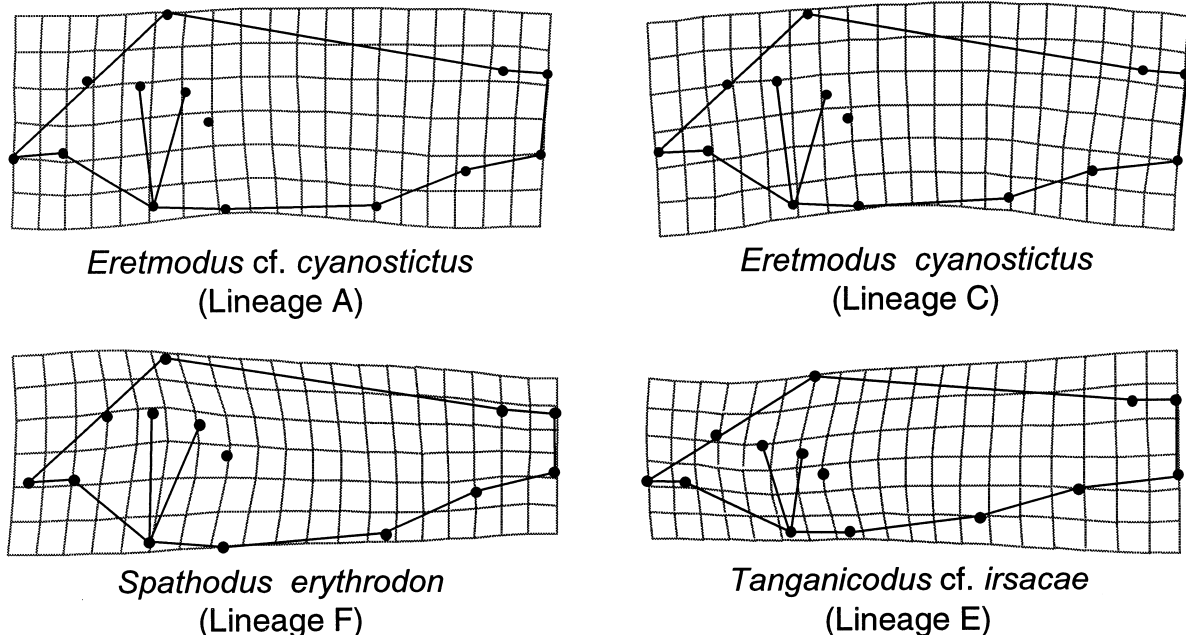 Eretmodus cf. cyanostictus
(Lineage A)
Eretmodus cyanostictus
(Lineage C)
Spathodus erythrodon
(Lineage F)
Tanganicodus cf. irsacae
(Lineage E)